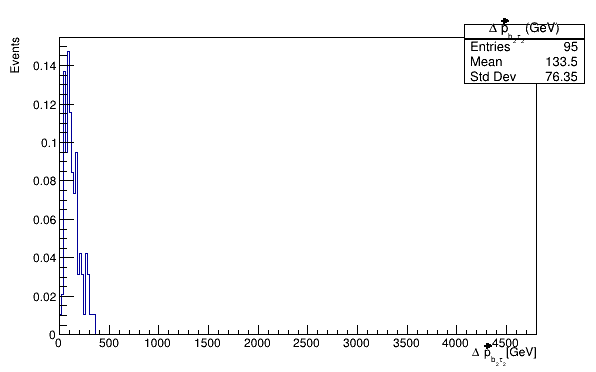 Δ p⃗ b₂τ₂ (GeV)
Entries 95
Mean 133.5
Std Dev 76.35
Events
0.14
0.12
0.1
0.08
0.06
0.04
0.02
0
0 500 1000 1500 2000 2500 3000 3500 4000 4500
Δ p⃗ b₂τ₂ [GeV]